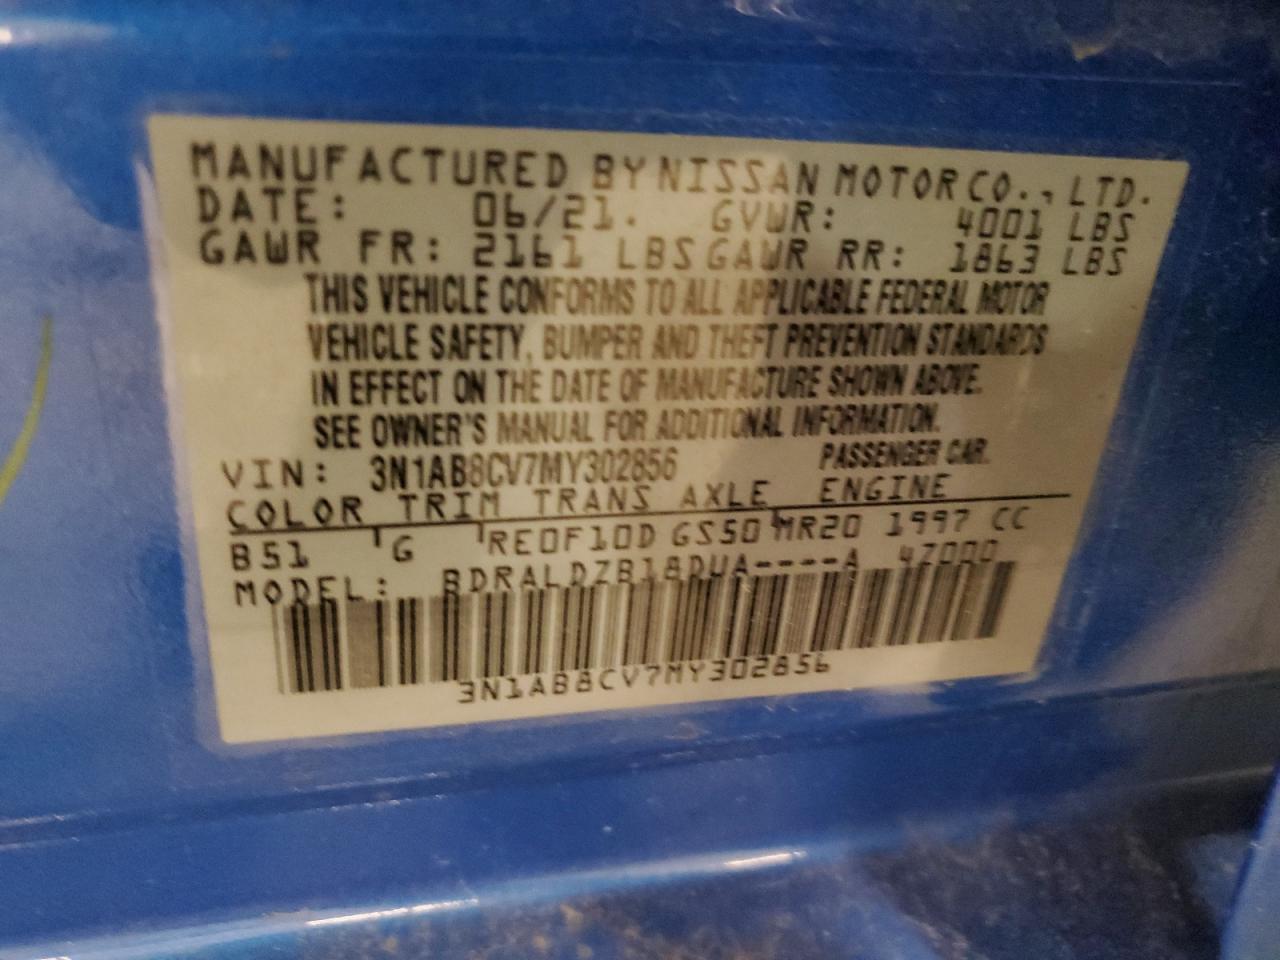 MANUFACTURED BY NISSAN MOTOR CO., LTD.
DATE: 06/21. GVWR: 4001 LBS
GAWR FR: 2161 LBS GAWR RR: 1863 LBS
THIS VEHICLE CONFORMS TO ALL APPLICABLE FEDERAL MOTOR
VEHICLE SAFETY, BUMPER AND THEFT PREVENTION STANDARDS
IN EFFECT ON THE DATE OF MANUFACTURE SHOWN ABOVE.
SEE OWNER'S MANUAL FOR ADDITIONAL INFORMATION.
VIN: 3N1AB8CV7MY302856 PASSENGER CAR.
COLOR TRIM TRANS AXLE ENGINE
B51 G RE0F10D GS50 MR20 1997 CC
MODEL:
3N1AB8CV7MY302856